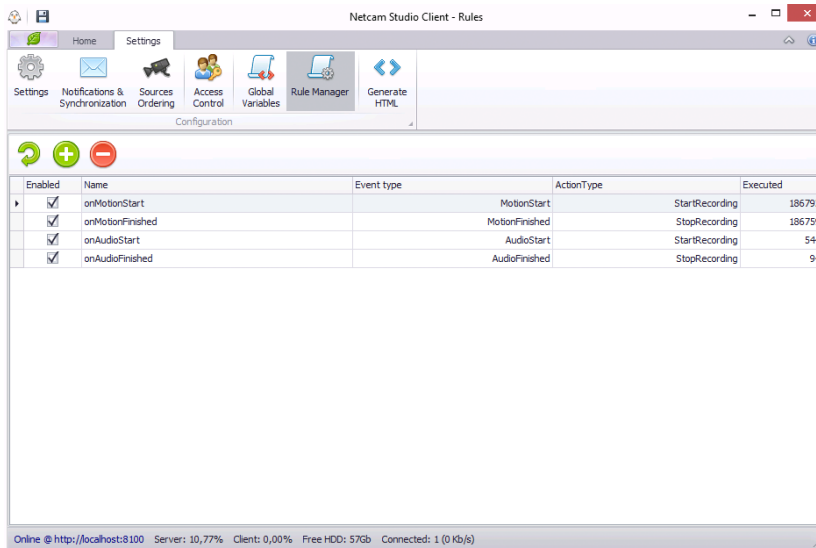 Netcam Studio Client - Rules
Home Settings
Settings Notifications & Synchronization Sources Ordering Access Control Global Variables Rule Manager Generate HTML
Configuration
Enabled Name Event type ActionType Executed
onMotionStart MotionStart StartRecording
onMotionFinished MotionFinished StopRecording
onAudioStart AudioStart StartRecording
onAudioFinished AudioFinished StopRecording
Online @ http://localhost:8100 Server: 10,77% Client: 0,00% Free HDD: 57Gb Connected: 1 (0 Kb/s)